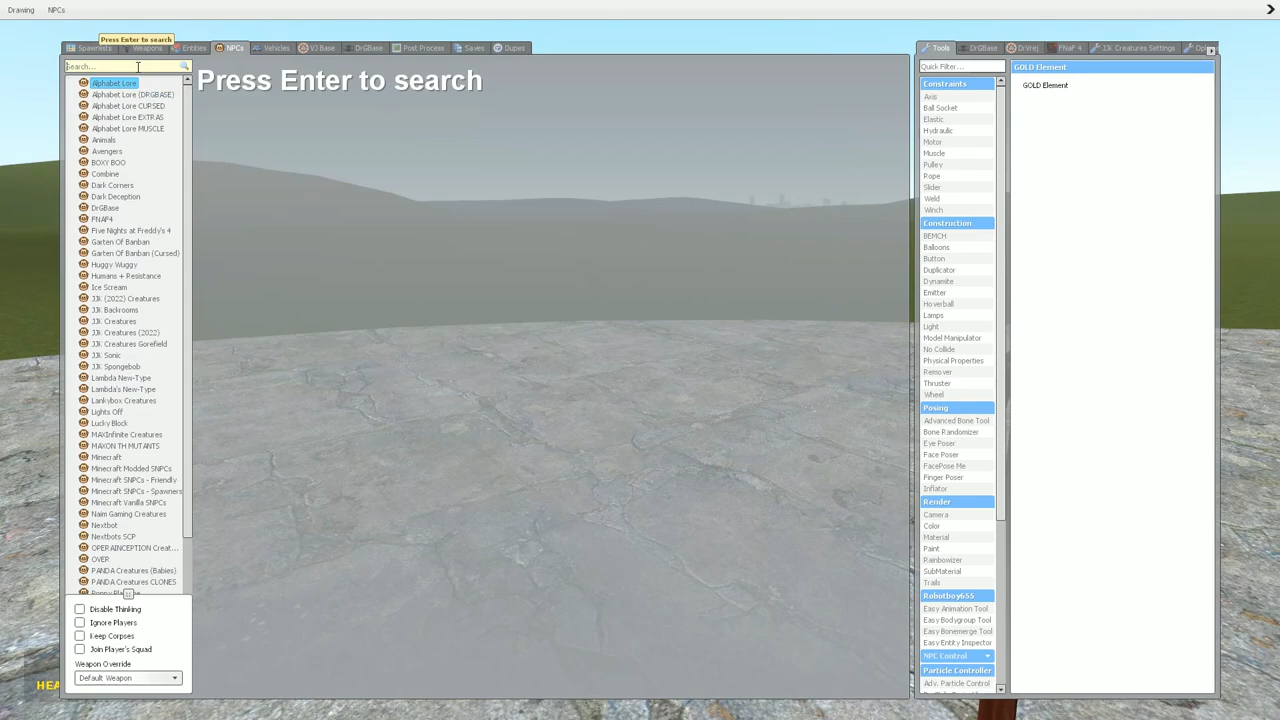 Drawing NPCs
Press Enter to search
Spawnlists Weapons Entities NPCs Vehicles VJ Base DrGBase Post Process Saves Dupes
Tools DrGBase DrVrej FNaF 4 JJK Creatures Settings
Search...
Press Enter to search
Alphabet Lore
Alphabet Lore (DRGBASE)
Alphabet Lore CURSED
Alphabet Lore EXTRAS
Alphabet Lore MUSCLE
Animals
Avengers
BOXY BOO
Combine
Dark Corners
Dark Deception
DrGBase
FNAF4
Five Nights at Freddy's 4
Garten Of Banban
Garten Of Banban (Cursed)
Huggy Wuggy
Humans + Resistance
Ice Scream
JJK (2022) Creatures
JJK Backrooms
JJK Creatures
JJK Creatures (2022)
JJK Creatures Gorefield
JJK Sonic
JJK Spongebob
Lambda New-Type
Lambda's New-Type
Lankybox Creatures
Lights Off
Lucky Block
MAXInfinite Creatures
MAXON TH MUTANTS
Minecraft
Minecraft Modded SNPCs
Minecraft SNPCs - Friendly
Minecraft SNPCs - Spawners
Minecraft Vanilla SNPCs
Naim Gaming Creatures
Nextbot
Nextbots SCP
OPERAINCEPTION Creat...
OVER
PANDA Creatures (Babies)
PANDA Creatures CLONES
Disable Thinking
Ignore Players
Keep Corpses
Join Player's Squad
Weapon Override
Default Weapon
HEA
Quick Filter...
Constraints
Axis
Ball Socket
Elastic
Hydraulic
Motor
Muscle
Pulley
Rope
Slider
Weld
Winch
Construction
BEMCH
Balloons
Button
Duplicator
Dynamite
Emitter
Hoverball
Lamps
Light
Model Manipulator
No Collide
Physical Properties
Remover
Thruster
Wheel
Posing
Advanced Bone Tool
Bone Randomizer
Eye Poser
Face Poser
FacePose Me
Finger Poser
Inflator
Render
Camera
Color
Material
Paint
Rainbowizer
SubMaterial
Trails
Robotboy655
Easy Animation Tool
Easy Bodygroup Tool
Easy Bonemerge Tool
Easy Entity Inspector
NPC Control
Particle Controller
Adv. Particle Control
GOLD Element
GOLD Element